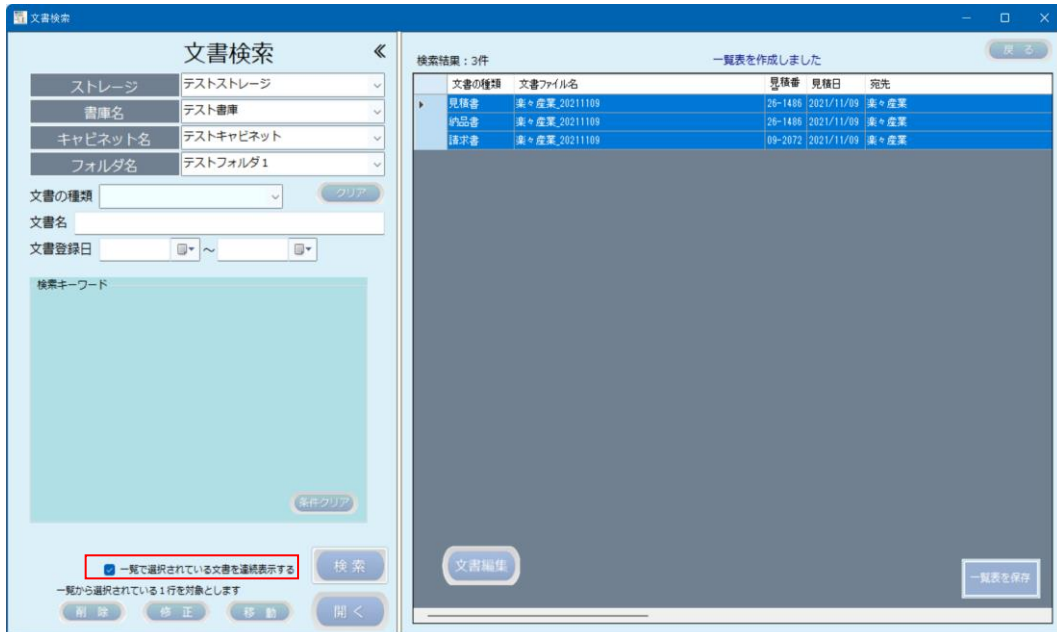 文書検索
文書検索
≪
ストレージ テストストレージ
書庫名 テスト書庫
キャビネット名 テストキャビネット
フォルダ名 テストフォルダ1
文書の種類 クリア
文書名
文書登録日 ～
検索キーワード
条件クリア
一覧で選択されている文書を連続表示する
検 索
一覧から選択されている1行を対象とします
削 除 修 正 移 動 開 く
検索結果：3件 一覧表を作成しました 戻 る
文書の種類 文書ファイル名 見積番 見積日 宛先
見積書 楽々産業_20211109 26-1486 2021/11/09 楽々産業
納品書 楽々産業_20211109 26-1486 2021/11/09 楽々産業
請求書 楽々産業_20211109 09-2072 2021/11/09 楽々産業
文書編集
一覧表を保存